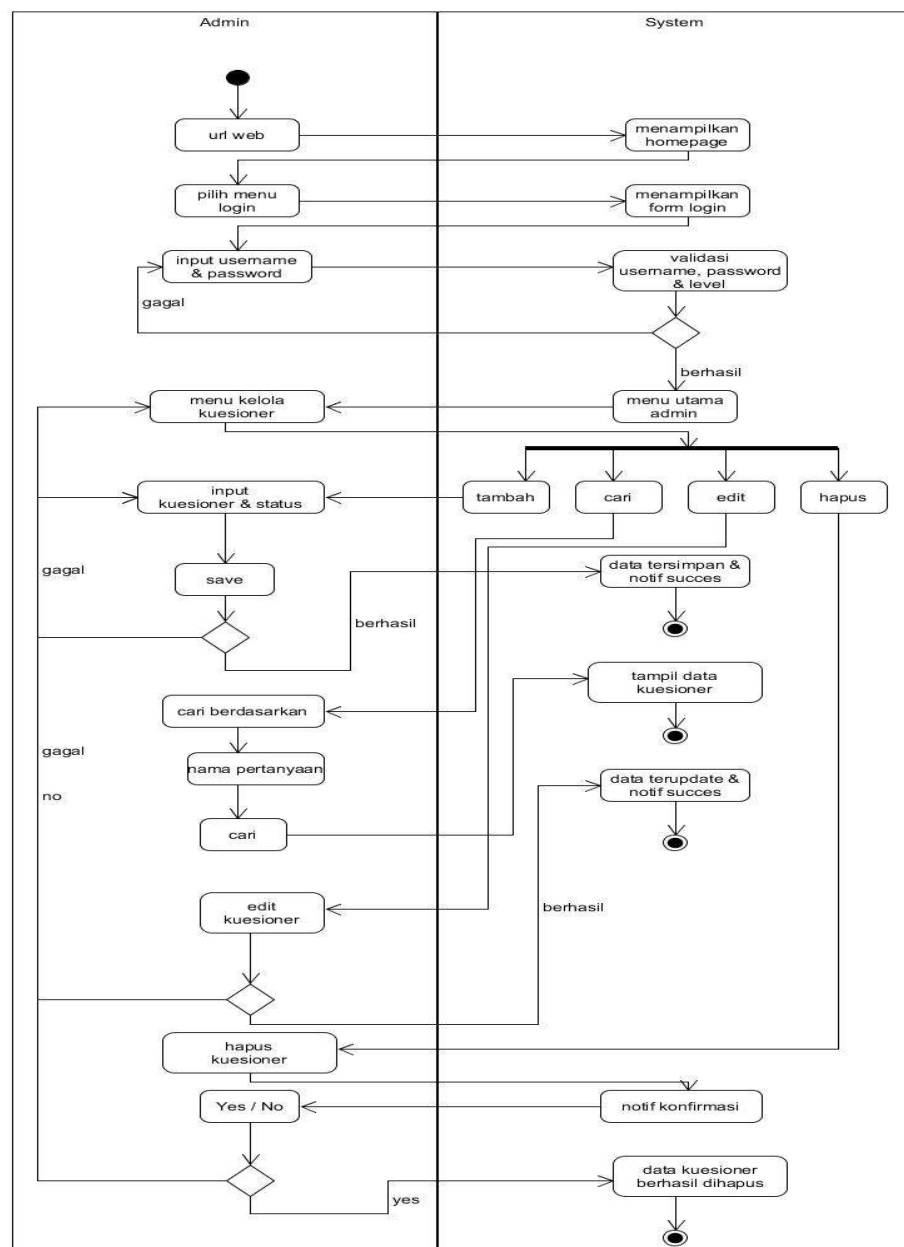 Admin
System
url web
menampilkan
homepage
pilih menu
login
menampilkan
form login
input username
& password
validasi
username, password
& level
gagal
berhasil
menu kelola
kuesioner
menu utama
admin
input
kuesioner & status
tambah
cari
edit
hapus
gagal
save
data tersimpan &
notif succes
berhasil
tampil data
kuesioner
cari berdasarkan
gagal
nama pertanyaan
data terupdate &
notif succes
no
cari
edit
kuesioner
berhasil
hapus
kuesioner
Yes / No
notif konfirmasi
data kuesioner
berhasil dihapus
yes